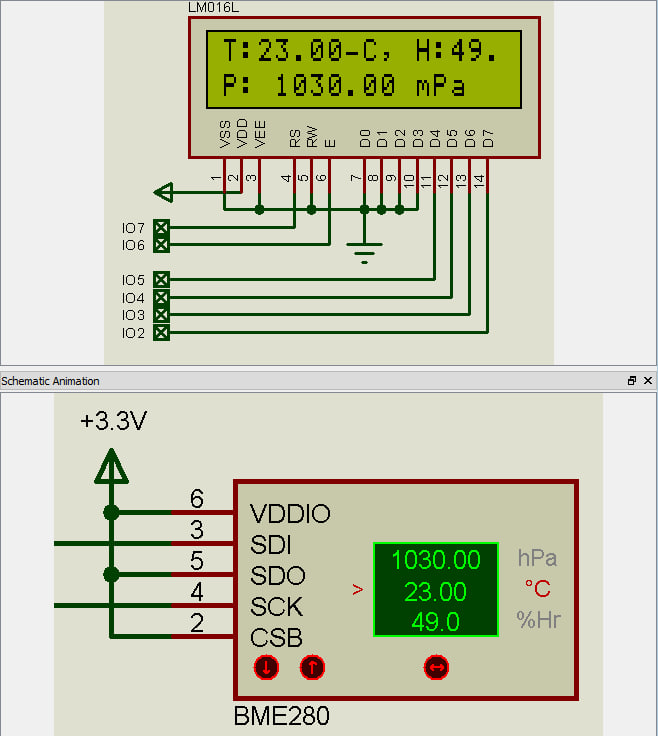 LM016L
T:23.00-C, H:49.
P: 1030.00 mPa
VSS VDD VEE RS RW E D0 D1 D2 D3 D4 D5 D6 D7
1 2 3 4 5 6 7 8 9 10 11 12 13 14
IO7
IO6
IO5
IO4
IO3
IO2
Schematic Animation
+3.3V
6 VDDIO
3 SDI
5 SDO
4 SCK
2 CSB
1030.00 hPa
> 23.00 °C
49.0 %Hr
BME280